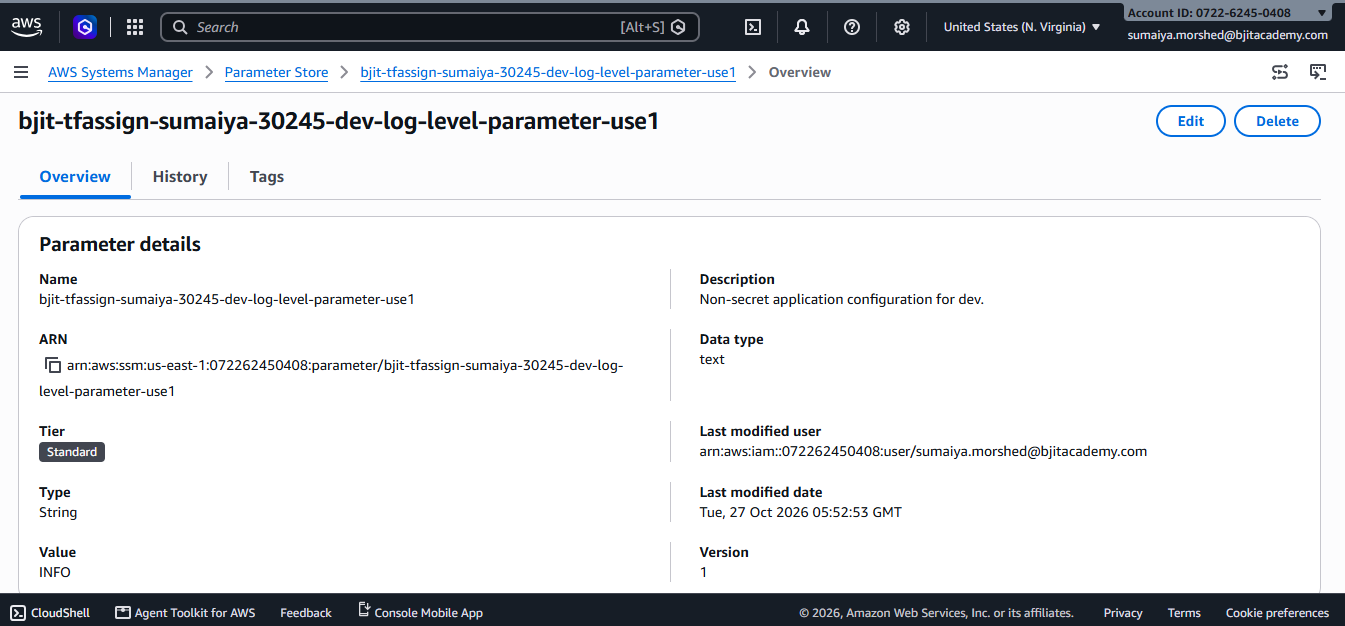 aws
Search
[Alt+S]
United States (N. Virginia)
Account ID: 0722-6245-0408
sumaiya.morshed@bjitacademy.com
AWS Systems Manager
Parameter Store
bjit-tfassign-sumaiya-30245-dev-log-level-parameter-use1
Overview
bjit-tfassign-sumaiya-30245-dev-log-level-parameter-use1
Edit
Delete
Overview
History
Tags
Parameter details
Name
bjit-tfassign-sumaiya-30245-dev-log-level-parameter-use1
Description
Non-secret application configuration for dev.
ARN
arn:aws:ssm:us-east-1:072262450408:parameter/bjit-tfassign-sumaiya-30245-dev-log-
level-parameter-use1
Data type
text
Tier
Standard
Last modified user
arn:aws:iam::072262450408:user/sumaiya.morshed@bjitacademy.com
Type
String
Last modified date
Tue, 27 Oct 2026 05:52:53 GMT
Value
INFO
Version
1
CloudShell
Agent Toolkit for AWS
Feedback
Console Mobile App
© 2026, Amazon Web Services, Inc. or its affiliates.
Privacy
Terms
Cookie preferences